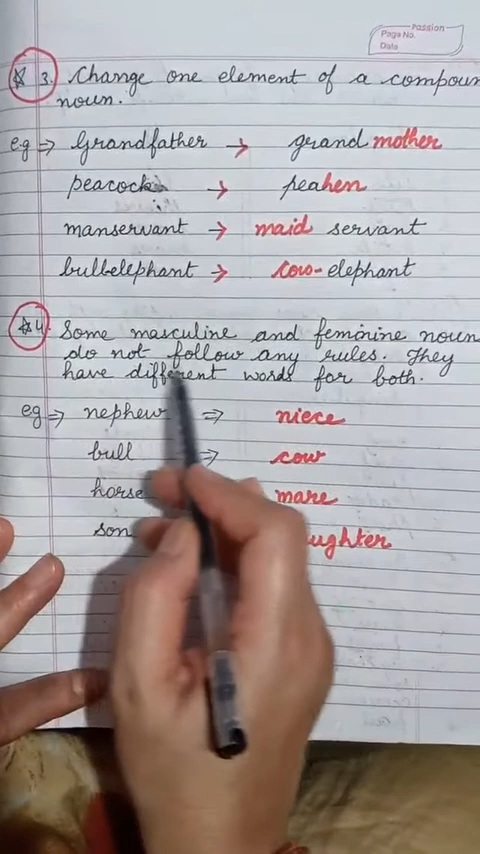 Passion
Page No.
Date
☆ 3. Change one element of a compoun
noun.
eg ⇒ Grandfather → grandmother
peacock → peahen
manservant → maid servant
bullelephant → cow-elephant
☆ 4. Some masculine and feminine noun
do not follow any rules. They
have different words for both.
eg ⇒ nephew ⇒ niece
bull ⇒ cow
horse mare
son ughter